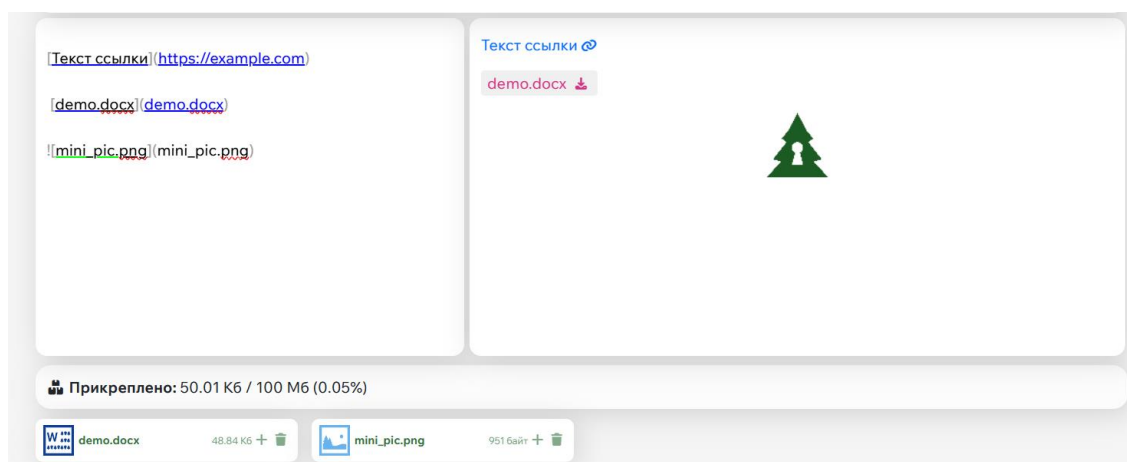 [Текст ссылки](https://example.com)
[demo.docx](demo.docx)
![mini_pic.png](mini_pic.png)
Текст ссылки
demo.docx
Прикреплено: 50.01 Кб / 100 Мб (0.05%)
demo.docx 48.84 Кб
mini_pic.png 951 байт